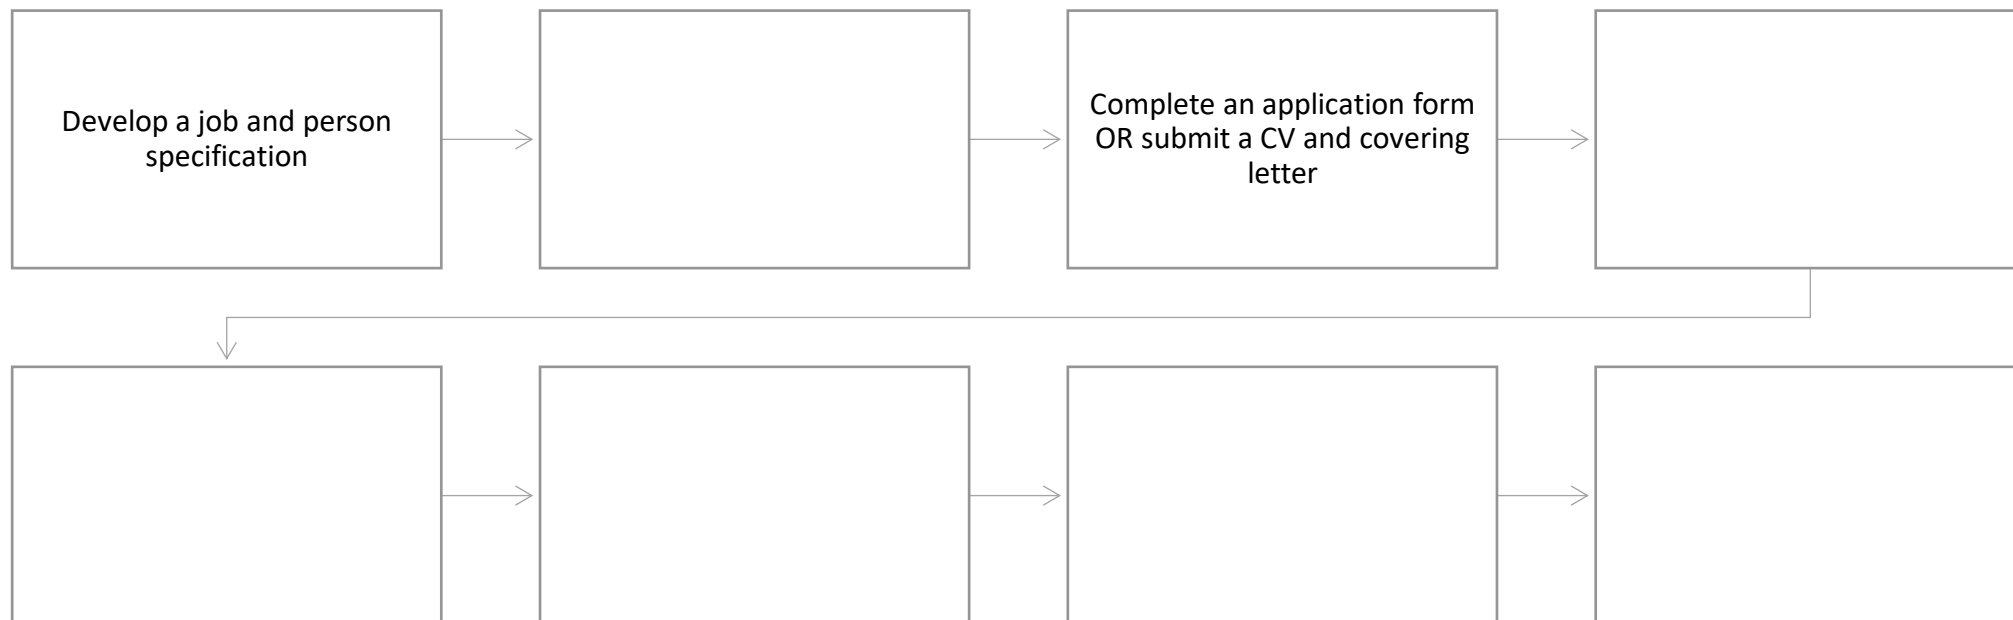 Develop a job and person
specification
Complete an application form
OR submit a CV and covering
letter